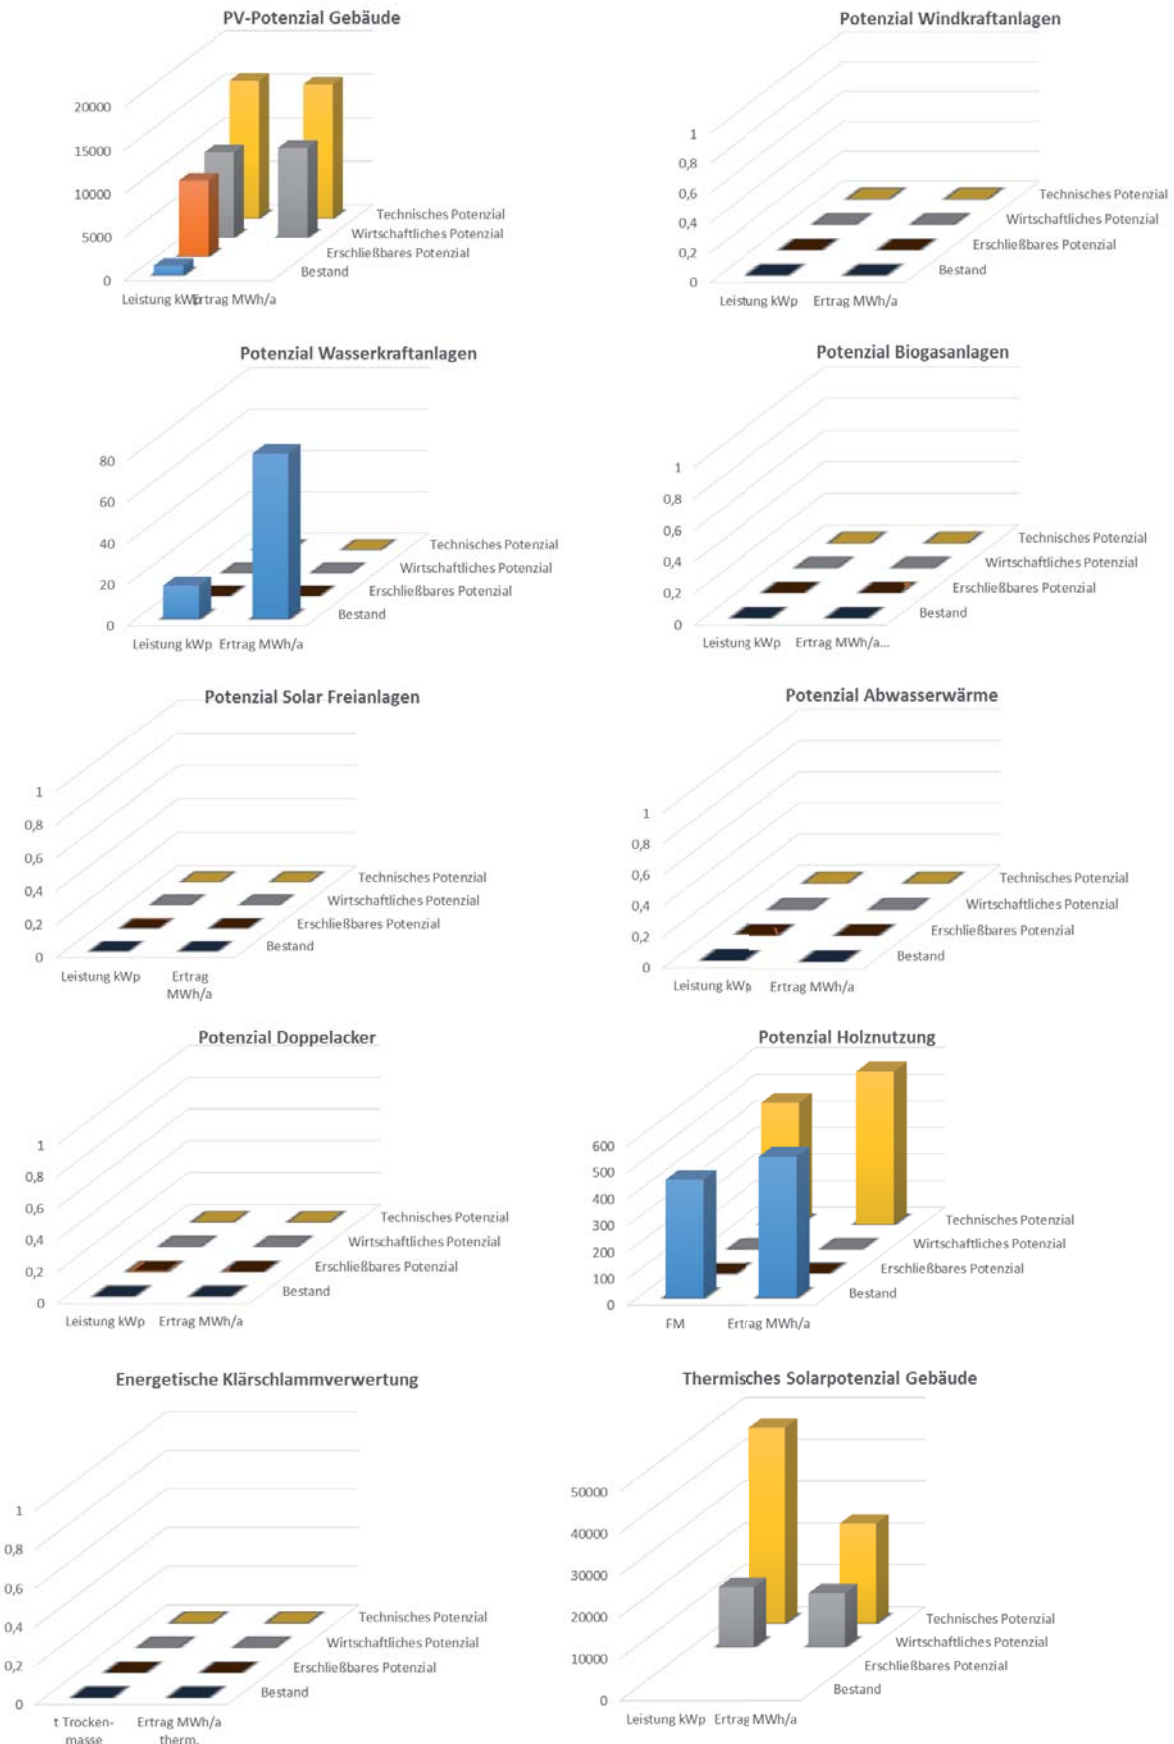 PV-Potenzial Gebäude
20000
15000
10000
5000
0
Technisches Potenzial
Wirtschaftliches Potenzial
Erschließbares Potenzial
Bestand
Leistung kWp
Ertrag MWh/a
Potenzial Windkraftanlagen
1
0,8
0,6
0,4
0,2
0
Technisches Potenzial
Wirtschaftliches Potenzial
Erschließbares Potenzial
Bestand
Leistung kWp
Ertrag MWh/a
Potenzial Wasserkraftanlagen
80
60
40
20
0
Technisches Potenzial
Wirtschaftliches Potenzial
Erschließbares Potenzial
Bestand
Leistung kWp
Ertrag MWh/a
Potenzial Biogasanlagen
1
0,8
0,6
0,4
0,2
0
Technisches Potenzial
Wirtschaftliches Potenzial
Erschließbares Potenzial
Bestand
Leistung kWp
Ertrag MWh/a...
Potenzial Solar Freianlagen
1
0,8
0,6
0,4
0,2
0
Technisches Potenzial
Wirtschaftliches Potenzial
Erschließbares Potenzial
Bestand
Leistung kWp
Ertrag
MWh/a
Potenzial Abwasserwärme
1
0,8
0,6
0,4
0,2
0
Technisches Potenzial
Wirtschaftliches Potenzial
Erschließbares Potenzial
Bestand
Leistung kWp
Ertrag MWh/a
Potenzial Doppelacker
1
0,8
0,6
0,4
0,2
0
Technisches Potenzial
Wirtschaftliches Potenzial
Erschließbares Potenzial
Bestand
Leistung kWp
Ertrag MWh/a
Potenzial Holznutzung
600
500
400
300
200
100
0
Technisches Potenzial
Wirtschaftliches Potenzial
Erschließbares Potenzial
Bestand
FM
Ertrag MWh/a
Energetische Klärschlammverwertung
1
0,8
0,6
0,4
0,2
0
Technisches Potenzial
Wirtschaftliches Potenzial
Erschließbares Potenzial
Bestand
t Trocken-
masse
Ertrag MWh/a
therm.
Thermisches Solarpotenzial Gebäude
50000
40000
30000
20000
10000
0
Technisches Potenzial
Wirtschaftliches Potenzial
Erschließbares Potenzial
Bestand
Leistung kWp
Ertrag MWh/a